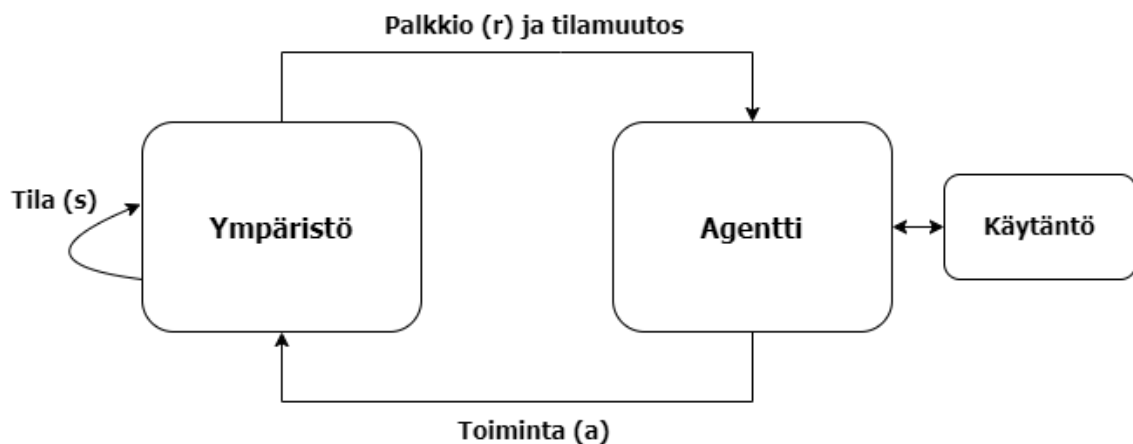 Palkkio (r) ja tilamuutos
Tila (s)
Ympäristö
Agentti
Käytäntö
Toiminta (a)